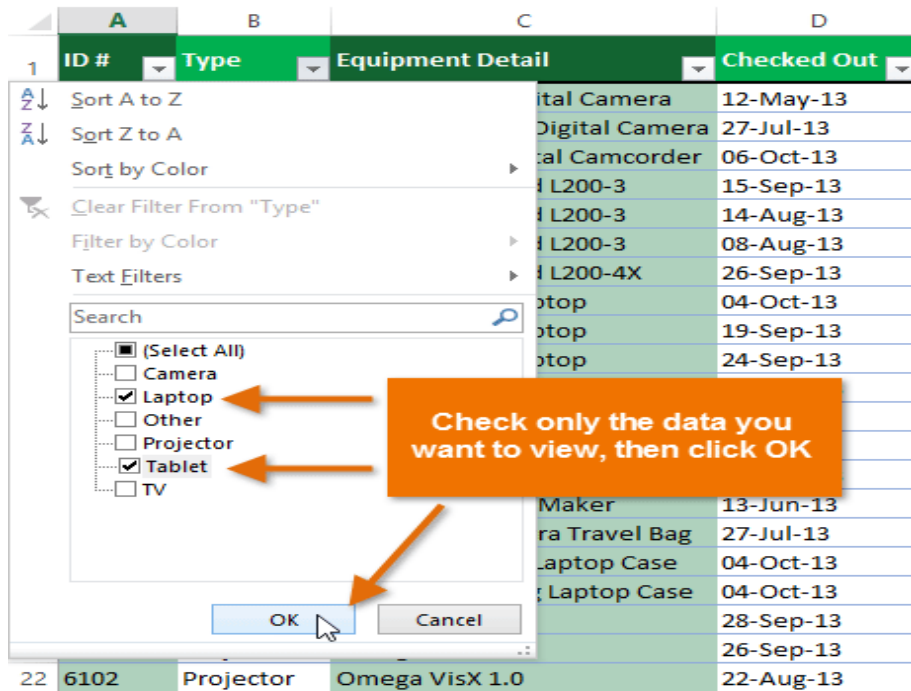 A B C D
1 ID # Type Equipment Detail Checked Out
Sort A to Z
Sort Z to A
Sort by Color
Clear Filter From "Type"
Filter by Color
Text Filters
Search
(Select All)
Camera
Laptop
Other
Projector
Tablet
TV
OK Cancel
ital Camera 12-May-13
Digital Camera 27-Jul-13
Camcorder 06-Oct-13
L200-3 15-Sep-13
L200-3 14-Aug-13
L200-3 08-Aug-13
L200-4X 26-Sep-13
ptop 04-Oct-13
ptop 19-Sep-13
ptop 24-Sep-13
Check only the data you
want to view, then click OK
Maker 13-Jun-13
ra Travel Bag 27-Jul-13
Laptop Case 04-Oct-13
Laptop Case 04-Oct-13
28-Sep-13
26-Sep-13
22 6102 Projector Omega VisX 1.0 22-Aug-13